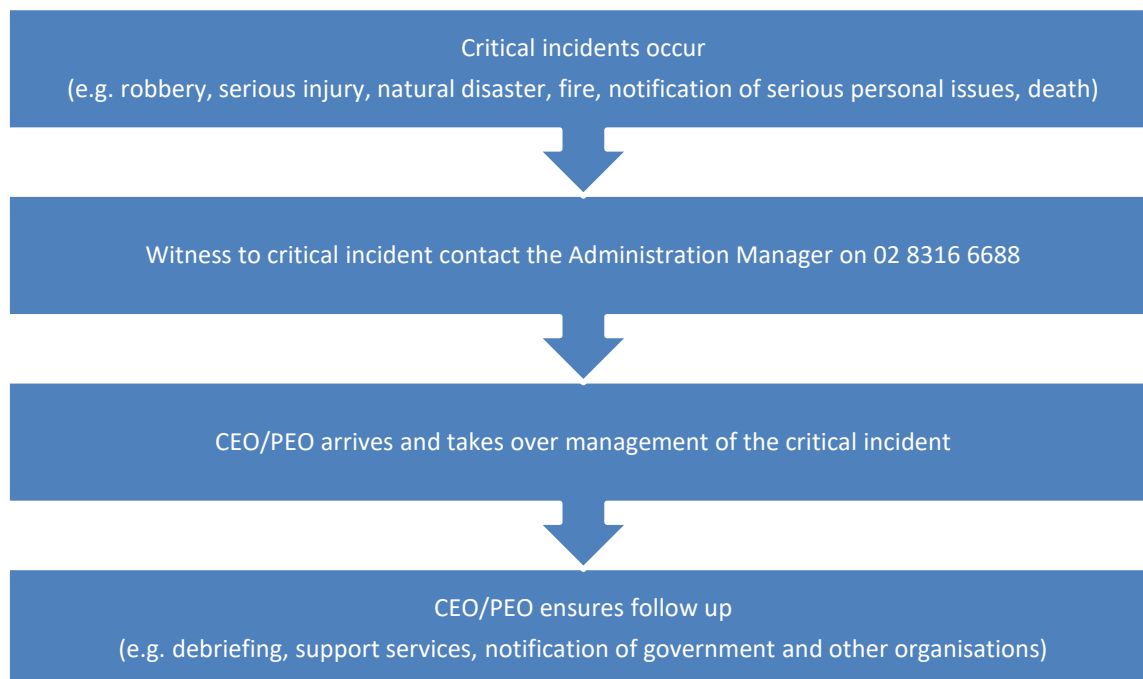 Critical incidents occur
(e.g. robbery, serious injury, natural disaster, fire, notification of serious personal issues, death)
Witness to critical incident contact the Administration Manager on 02 8316 6688
CEO/PEO arrives and takes over management of the critical incident
CEO/PEO ensures follow up
(e.g. debriefing, support services, notification of government and other organisations)